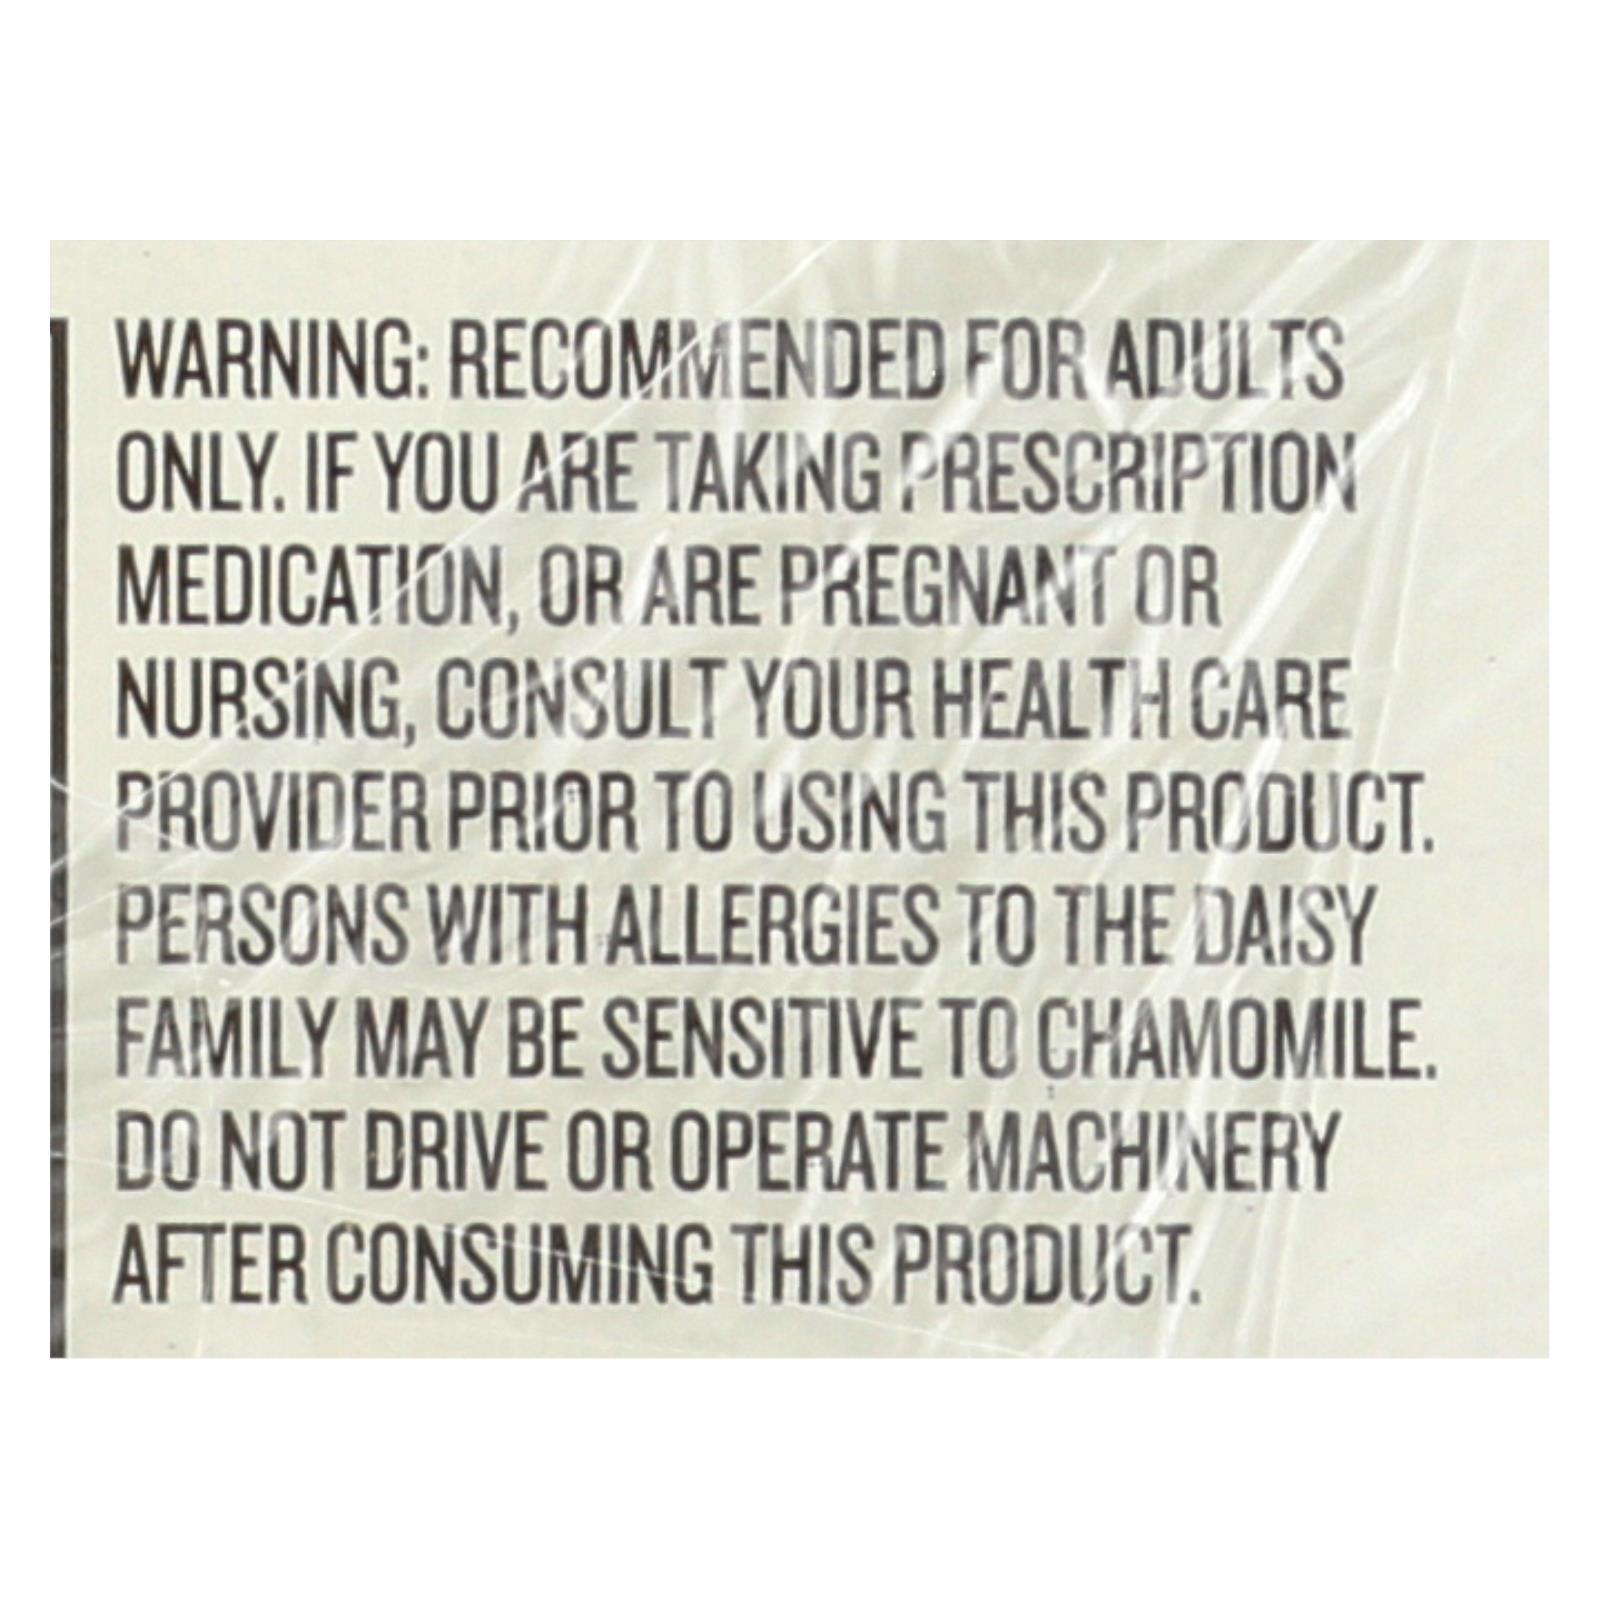 WARNING: RECOMMENDED FOR ADULTS
ONLY. IF YOU ARE TAKING PRESCRIPTION
MEDICATION, OR ARE PREGNANT OR
NURSING, CONSULT YOUR HEALTH CARE
PROVIDER PRIOR TO USING THIS PRODUCT.
PERSONS WITH ALLERGIES TO THE DAISY
FAMILY MAY BE SENSITIVE TO CHAMOMILE.
DO NOT DRIVE OR OPERATE MACHINERY
AFTER CONSUMING THIS PRODUCT.